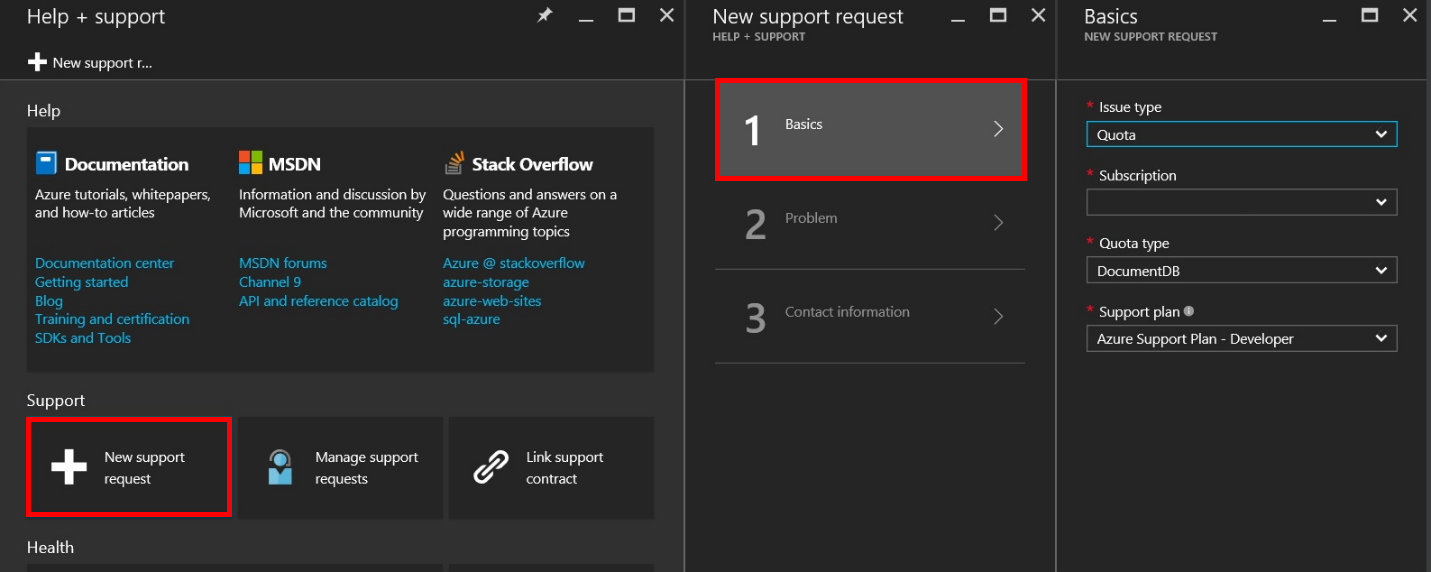 Help + support
New support r...
Help
Documentation
Azure tutorials, whitepapers,
and how-to articles
Documentation center
Getting started
Blog
Training and certification
SDKs and Tools
MSDN
Information and discussion by
Microsoft and the community
MSDN forums
Channel 9
API and reference catalog
Stack Overflow
Questions and answers on a
wide range of Azure
programming topics
Azure @ stackoverflow
azure-storage
azure-web-sites
sql-azure
Support
New support
request
Manage support
requests
Link support
contract
Health
New support request
HELP + SUPPORT
1 Basics
2 Problem
3 Contact information
Basics
NEW SUPPORT REQUEST
* Issue type
Quota
* Subscription
* Quota type
DocumentDB
* Support plan
Azure Support Plan - Developer